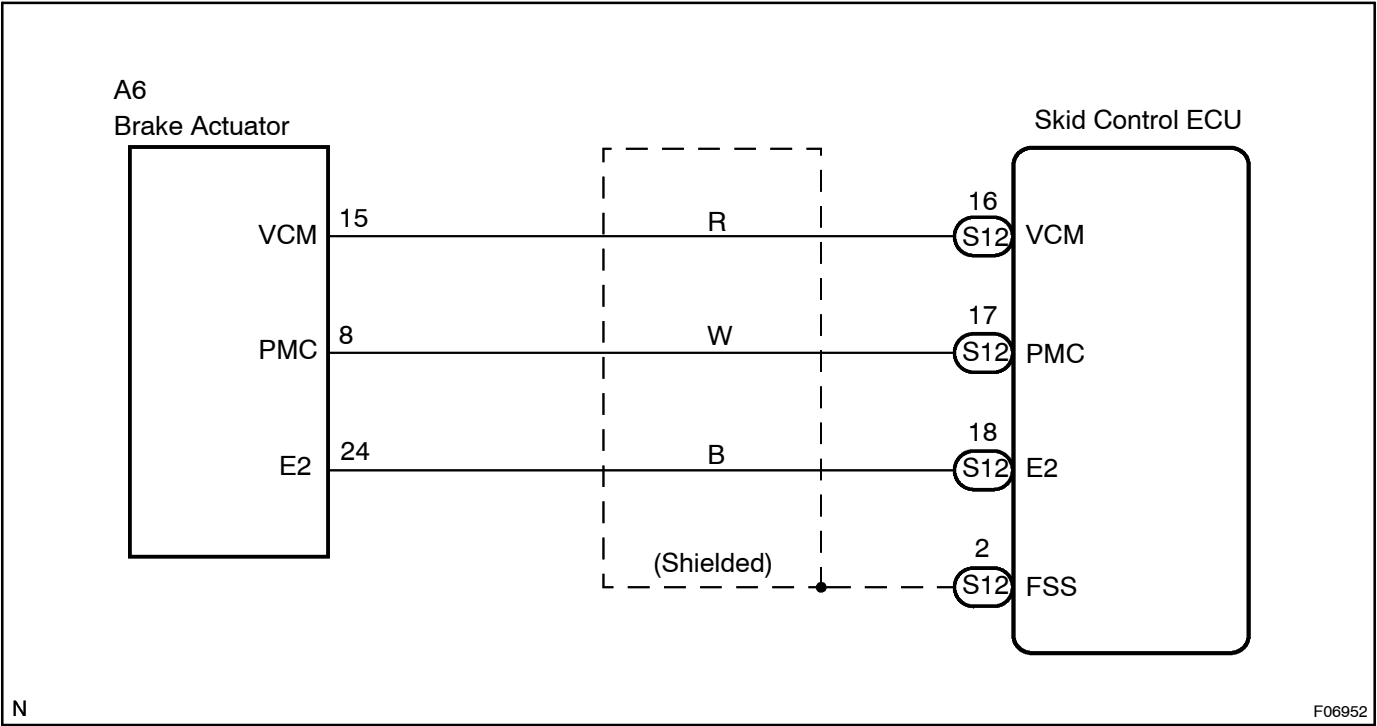 A6
Brake Actuator
Skid Control ECU
VCM 15 R 16 S12 VCM
PMC 8 W 17 S12 PMC
E2 24 B 18 S12 E2
(Shielded) 2 S12 FSS
N
F06952